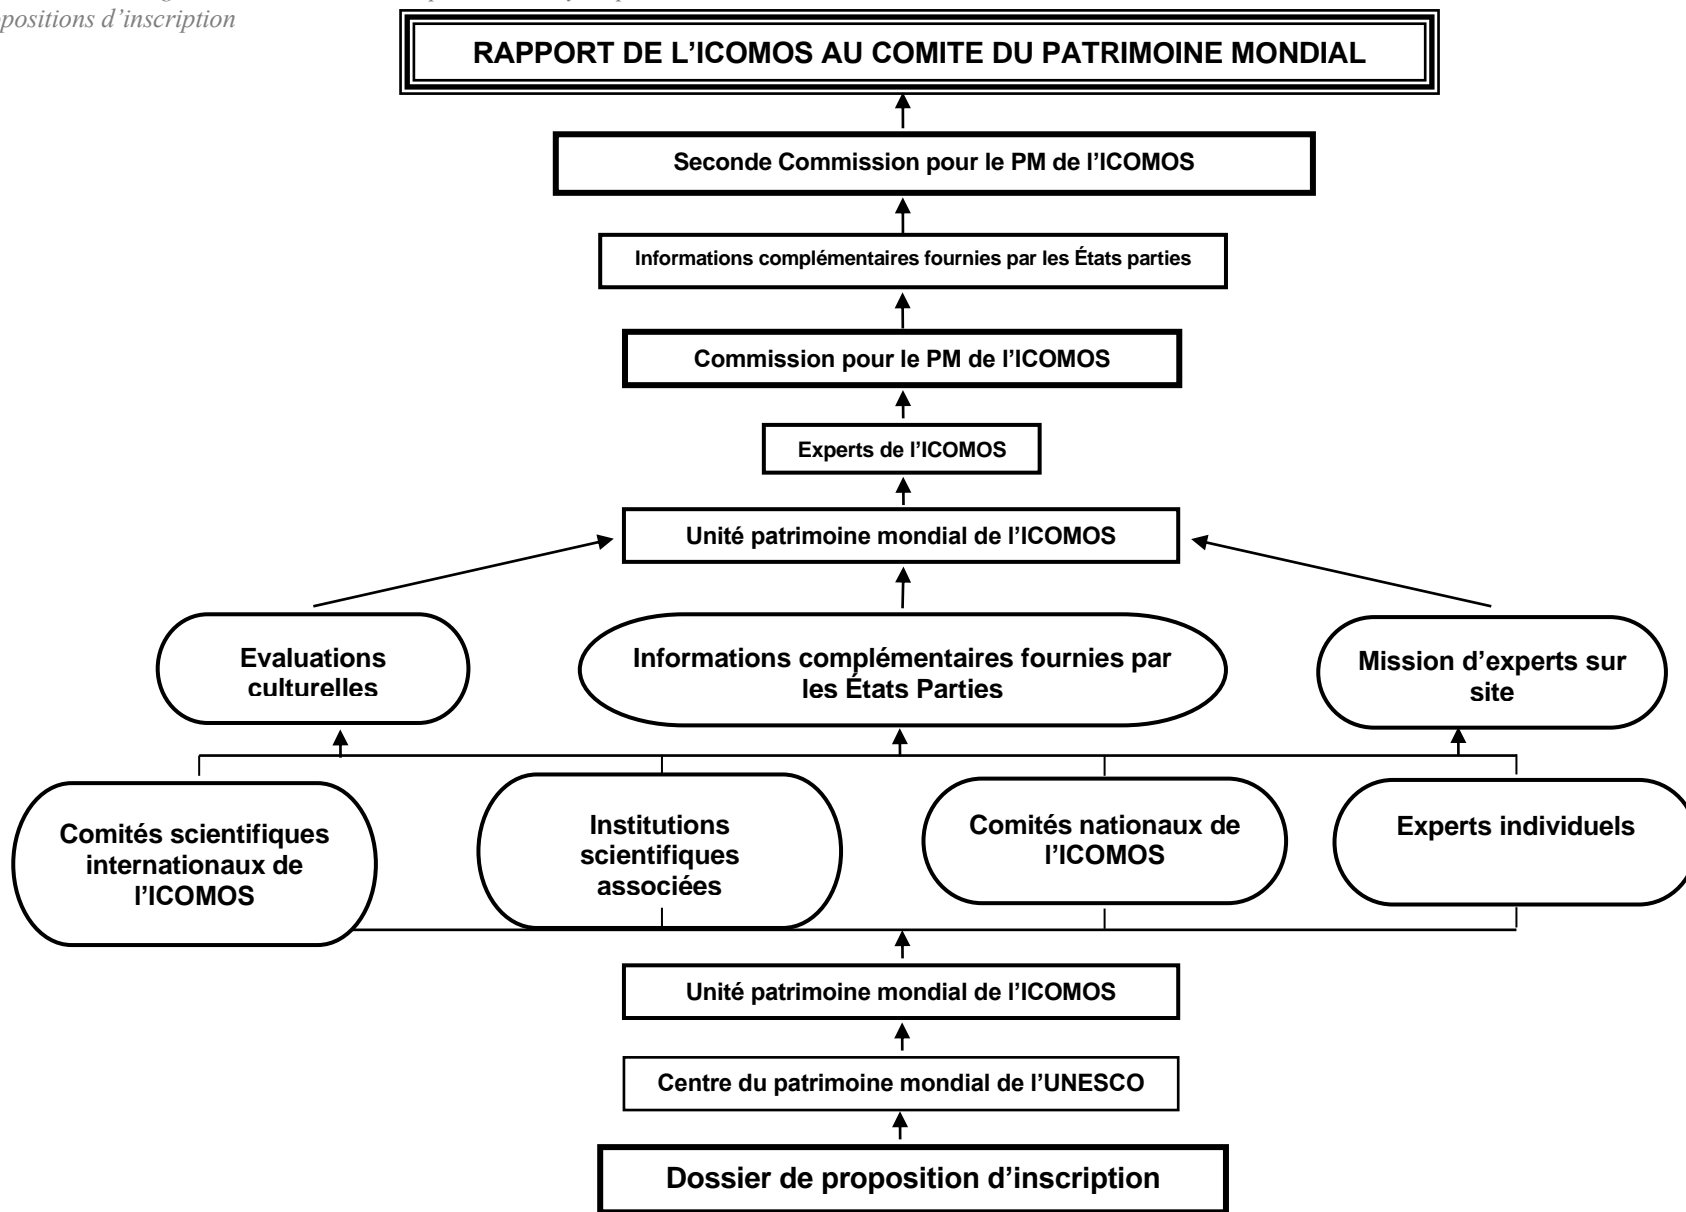 positions d’inscription
RAPPORT DE L’ICOMOS AU COMITE DU PATRIMOINE MONDIAL
Seconde Commission pour le PM de l’ICOMOS
Informations complémentaires fournies par les États parties
Commission pour le PM de l’ICOMOS
Experts de l’ICOMOS
Unité patrimoine mondial de l’ICOMOS
Evaluations
culturelles
Informations complémentaires fournies par
les États Parties
Mission d’experts sur
site
Comités scientifiques
internationaux de
l’ICOMOS
Institutions
scientifiques
associées
Comités nationaux de
l’ICOMOS
Experts individuels
Unité patrimoine mondial de l’ICOMOS
Centre du patrimoine mondial de l’UNESCO
Dossier de proposition d’inscription